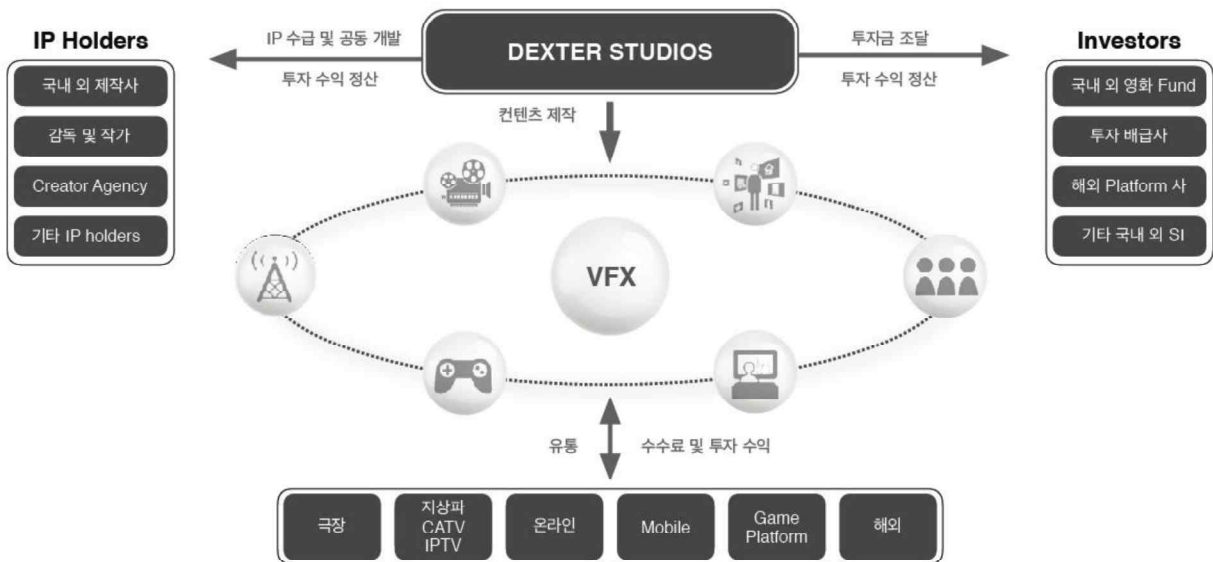 IP Holders
국내 외 제작사
감독 및 작가
Creator Agency
기타 IP holders
IP 수급 및 공동 개발
투자 수익 정산
DEXTER STUDIOS
컨텐츠 제작
투자금 조달
투자 수익 정산
Investors
국내 외 영화 Fund
투자 배급사
해외 Platform 사
기타 국내 외 SI
VFX
유통
수수료 및 투자 수익
극장
지상파
CATV
IPTV
온라인
Mobile
Game
Platform
해외